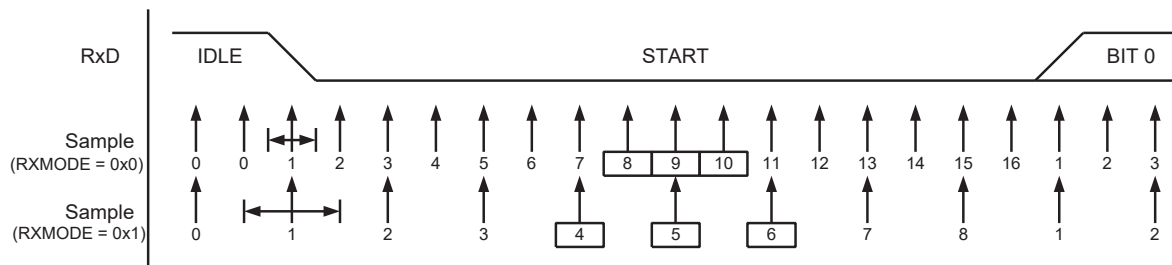 RxD IDLE START BIT 0
Sample
(RXMODE = 0x0)
0 0 1 2 3 4 5 6 7 8 9 10 11 12 13 14 15 16 1 2 3
Sample
(RXMODE = 0x1)
0 1 2 3 4 5 6 7 8 1 2